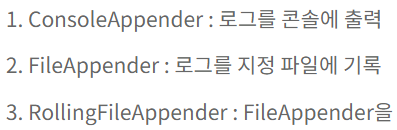 1. ConsoleAppender : 로그를 콘솔에 출력
2. FileAppender : 로그를 지정 파일에 기록
3. RollingFileAppender : FileAppender을